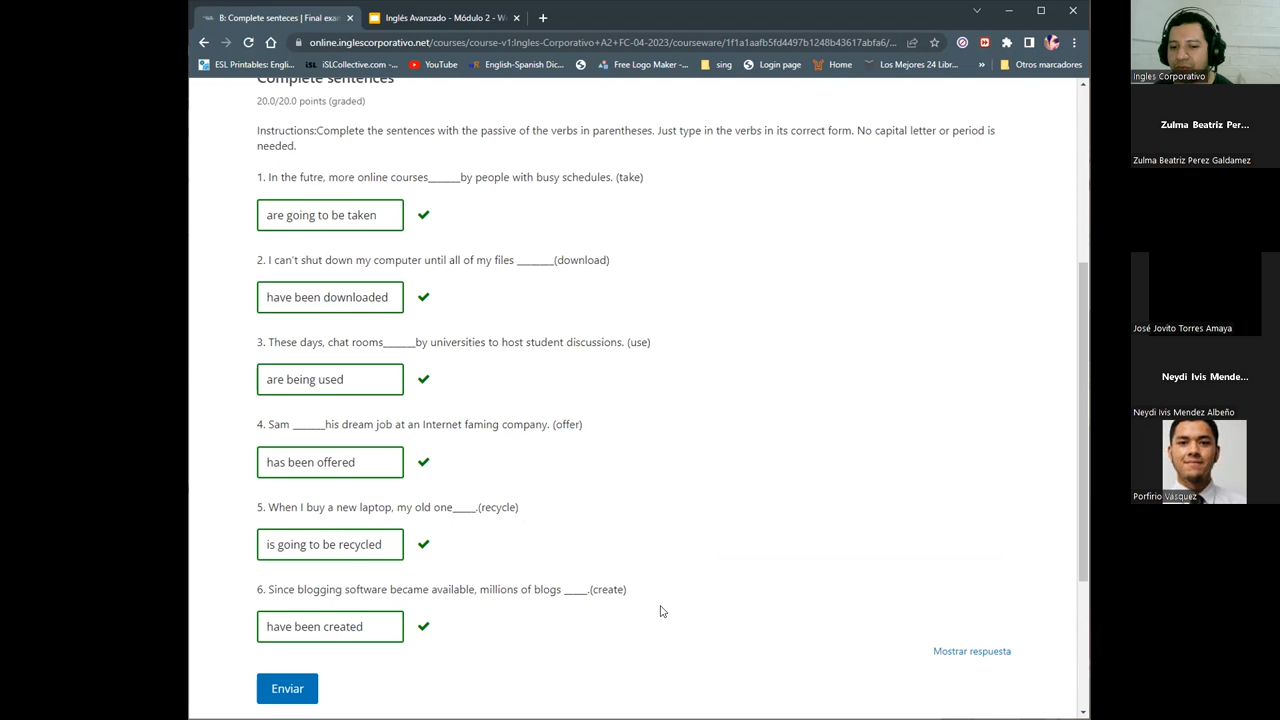 B: Complete senteces | Final exa
Inglés Avanzado - Módulo 2 - W
online.inglescorporativo.net/courses/course-v1:Ingles-Corporativo+A2+FC-04-2023/courseware/1f1a1aafb5fd4497b1248b43617abfa6/...
ESL Printables: Engli...
iSLCollective.com -...
YouTube
English-Spanish Dic...
Free Logo Maker -...
sing
Login page
Home
Los Mejores 24 Libr...
»
Otros marcadores
Complete sentences
20.0/20.0 points (graded)
Instructions:Complete the sentences with the passive of the verbs in parentheses. Just type in the verbs in its correct form. No capital letter or period is
needed.
1. In the futre, more online courses______by people with busy schedules. (take)
are going to be taken
2. I can't shut down my computer until all of my files _______(download)
have been downloaded
3. These days, chat rooms______by universities to host student discussions. (use)
are being used
4. Sam ______his dream job at an Internet faming company. (offer)
has been offered
5. When I buy a new laptop, my old one____.(recycle)
is going to be recycled
6. Since blogging software became available, millions of blogs ____.(create)
have been created
Mostrar respuesta
Enviar
Ingles Corporativo
Zulma Beatriz Per...
Zulma Beatriz Perez Galdamez
José Jovito Torres Amaya
Neydi Ivis Mende...
Neydi Ivis Mendez Albeño
Porfirio Vásquez